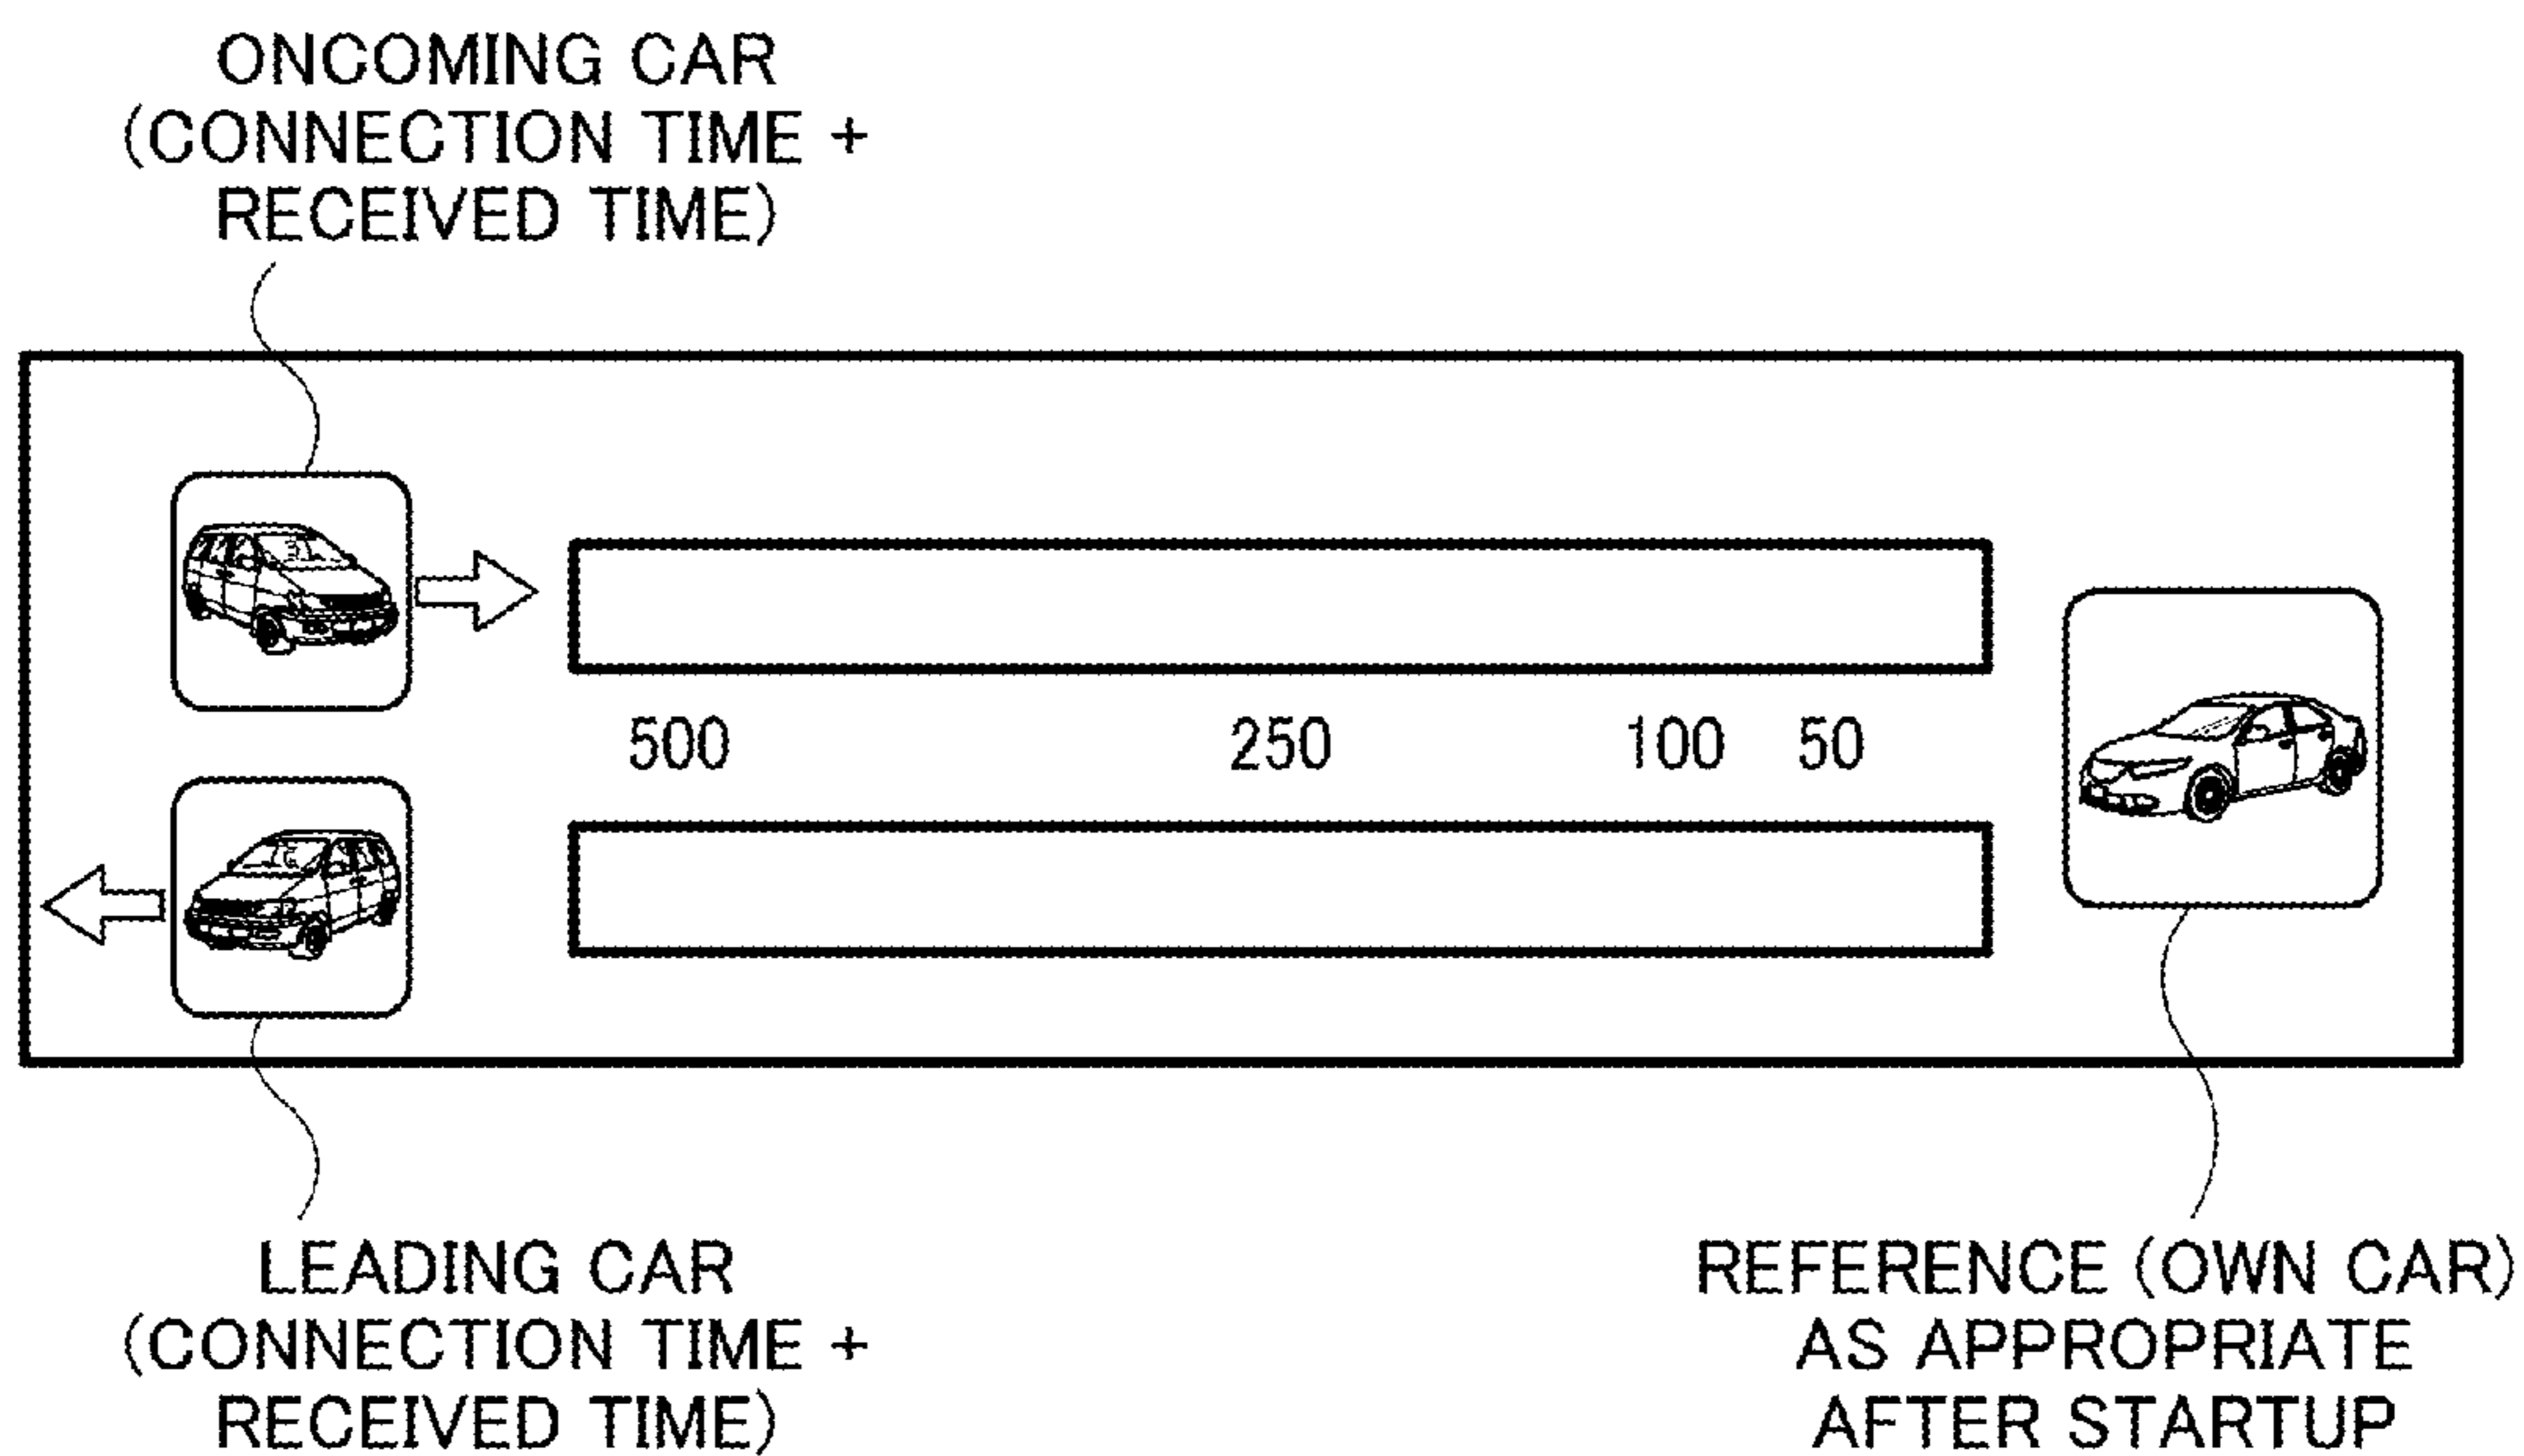 ONCOMING CAR
(CONNECTION TIME +
RECEIVED TIME)
500 250 100 50
LEADING CAR
(CONNECTION TIME +
RECEIVED TIME)
REFERENCE (OWN CAR)
AS APPROPRIATE
AFTER STARTUP